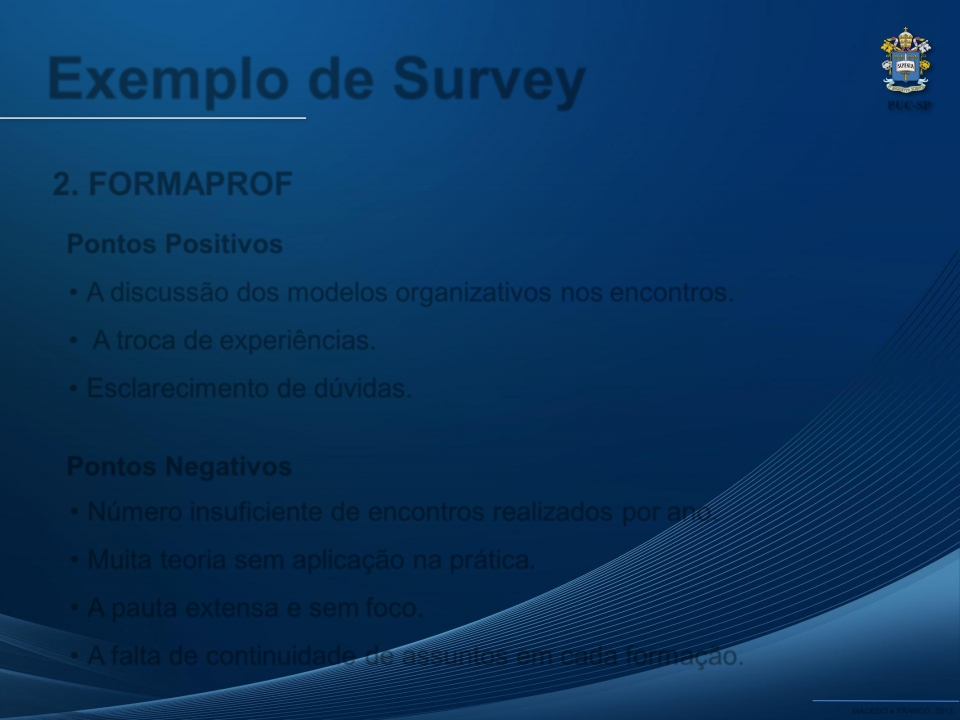 Exemplo de Survey
PUC-SP
2. FORMAPROF
Pontos Positivos
• A discussão dos modelos organizativos nos encontros.
• A troca de experiências.
• Esclarecimento de dúvidas.
Pontos Negativos
• Número insuficiente de encontros realizados por ano.
• Muita teoria sem aplicação na prática.
• A pauta extensa e sem foco.
• A falta de continuidade de assuntos em cada formação.